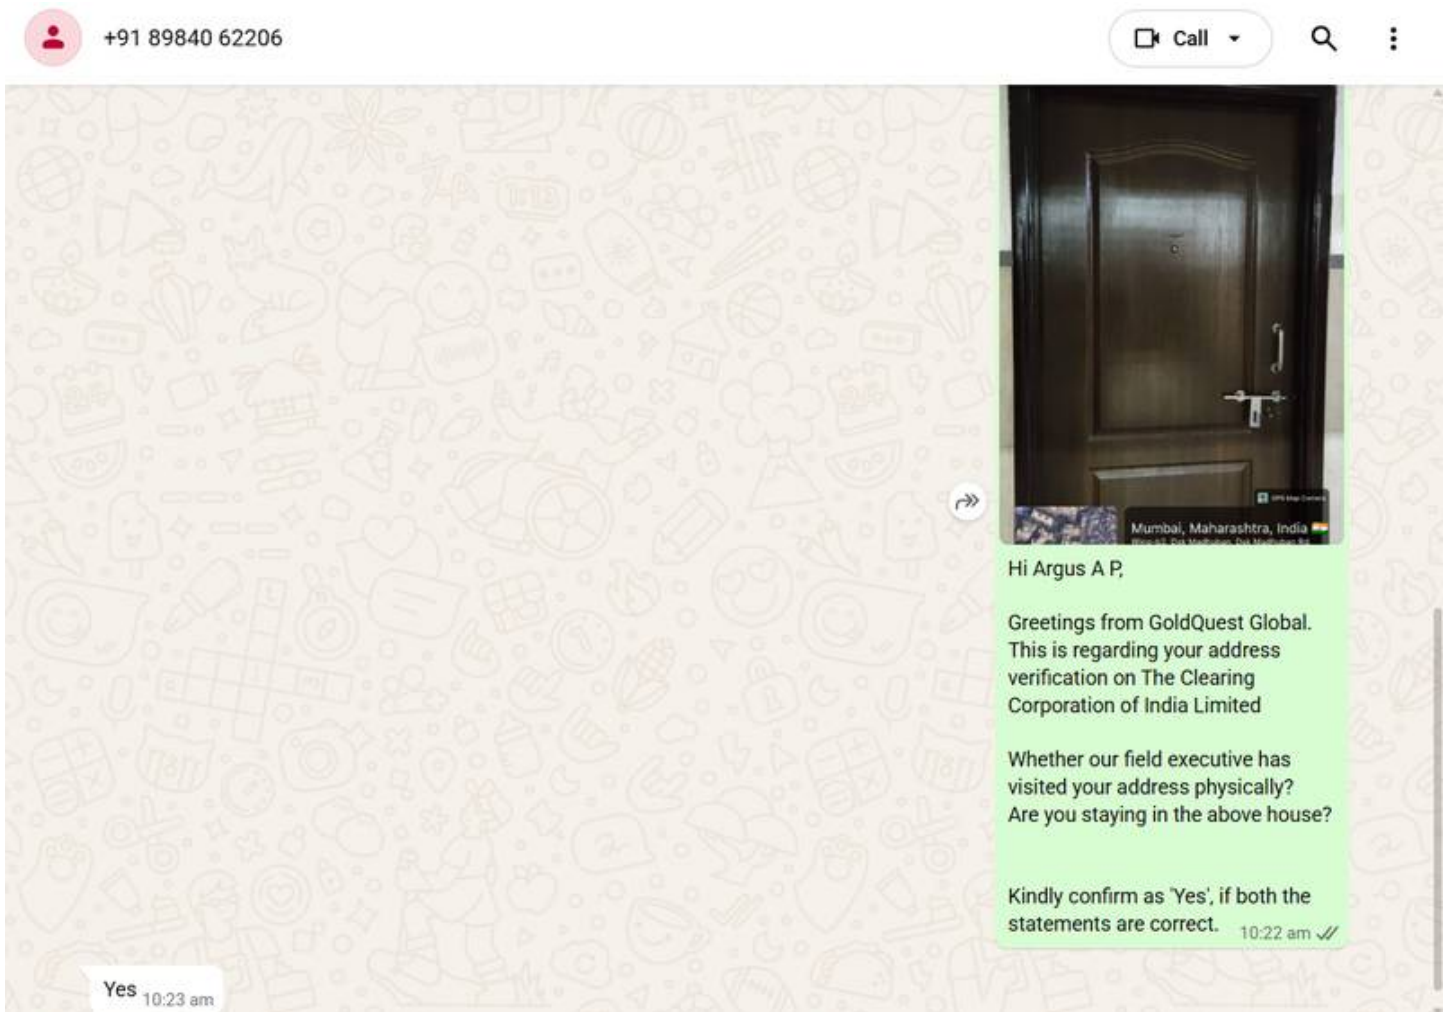 +91 89840 62206
Call
GPS Map Camera
Mumbai, Maharashtra, India
Hi Argus A P,
Greetings from GoldQuest Global.
This is regarding your address
verification on The Clearing
Corporation of India Limited
Whether our field executive has
visited your address physically?
Are you staying in the above house?
Kindly confirm as 'Yes', if both the
statements are correct.
10:22 am
Yes
10:23 am